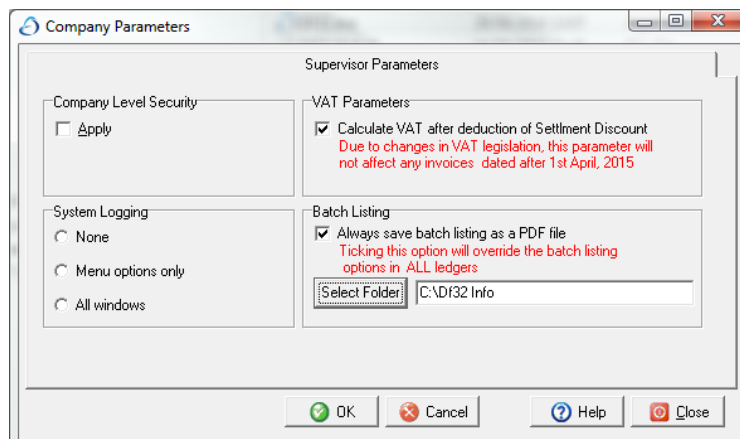 Company Parameters
Supervisor Parameters
Company Level Security
Apply
VAT Parameters
Calculate VAT after deduction of Settlment Discount
Due to changes in VAT legislation, this parameter will
not affect any invoices dated after 1st April, 2015
System Logging
None
Menu options only
All windows
Batch Listing
Always save batch listing as a PDF file
Ticking this option will override the batch listing
options in ALL ledgers
Select Folder
C:\Df32 Info
OK
Cancel
Help
Close